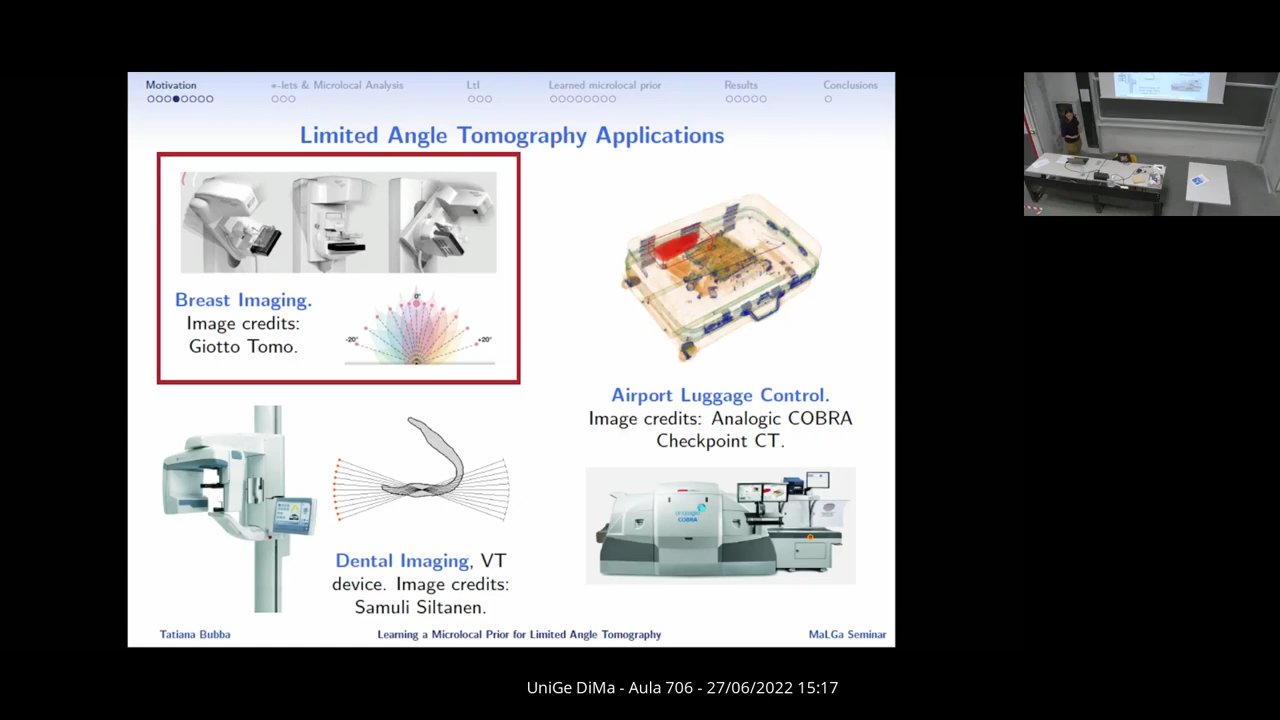 Motivation
*-lets & Microlocal Analysis
LtI
Learned microlocal prior
Results
Conclusions
Limited Angle Tomography Applications
0°
-20°
+20°
Breast Imaging.
Image credits:
Giotto Tomo.
Airport Luggage Control.
Image credits: Analogic COBRA
Checkpoint CT.
COBRA
Dental Imaging, VT
device. Image credits:
Samuli Siltanen.
Tatiana Bubba
Learning a Microlocal Prior for Limited Angle Tomography
MaLGa Seminar
UniGe DiMa - Aula 706 - 27/06/2022 15:17